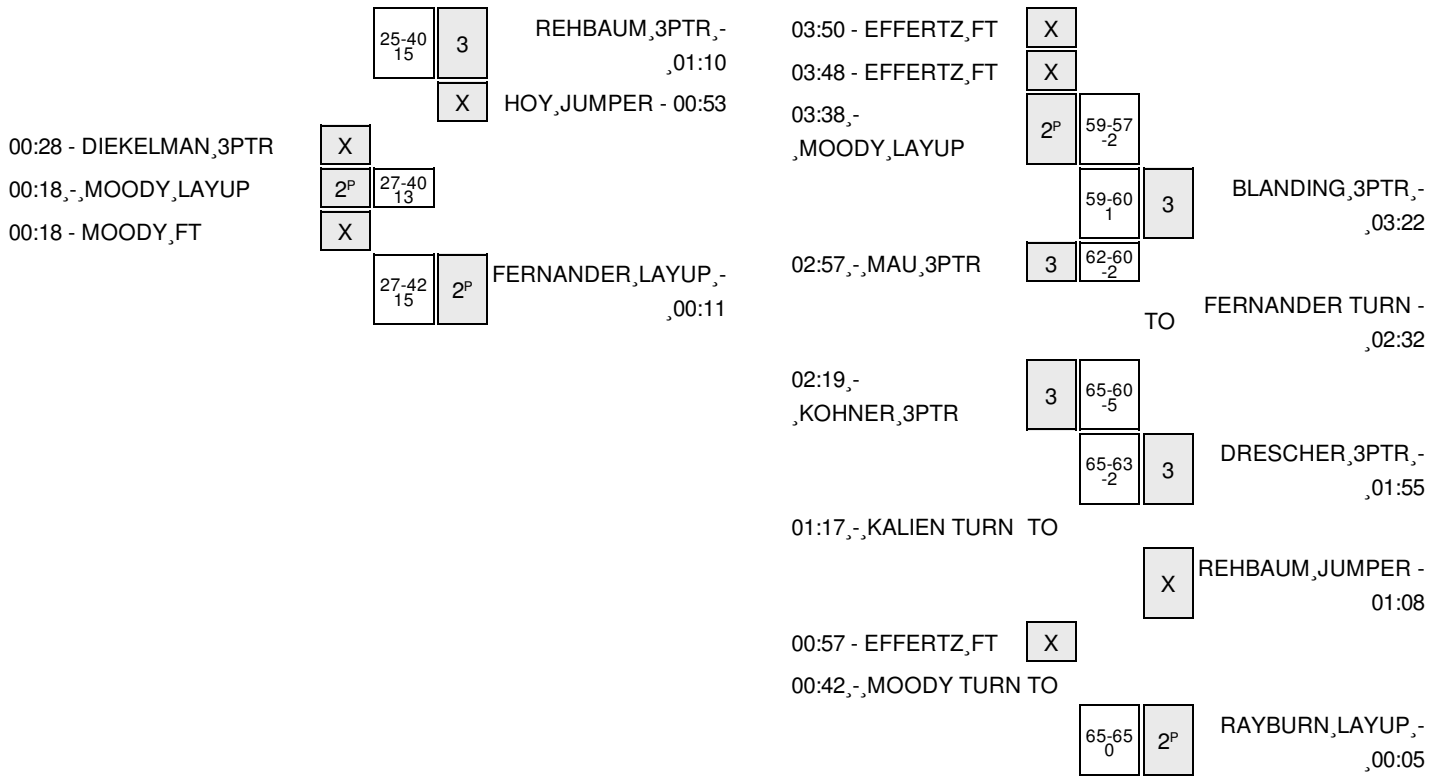 25-40
15
3
REHBAUM¸3PTR¸-
¸01:10
X
HOY¸JUMPER - 00:53
00:28 - DIEKELMAN¸3PTR
X
00:18¸-¸MOODY¸LAYUP
2ᴾ
27-40
13
00:18 - MOODY¸FT
X
27-42
15
2ᴾ
FERNANDER¸LAYUP¸-
¸00:11
03:50 - EFFERTZ¸FT
X
03:48 - EFFERTZ¸FT
X
03:38¸-
¸MOODY¸LAYUP
2ᴾ
59-57
-2
59-60
1
3
BLANDING¸3PTR¸-
¸03:22
02:57¸-¸MAU¸3PTR
3
62-60
-2
TO
FERNANDER TURN -
¸02:32
02:19¸-
¸KOHNER¸3PTR
3
65-60
-5
65-63
-2
3
DRESCHER¸3PTR¸-
¸01:55
01:17¸-¸KALIEN TURN TO
X
REHBAUM¸JUMPER -
01:08
00:57 - EFFERTZ¸FT
X
00:42¸-¸MOODY TURN TO
65-65
0
2ᴾ
RAYBURN¸LAYUP¸-
¸00:05